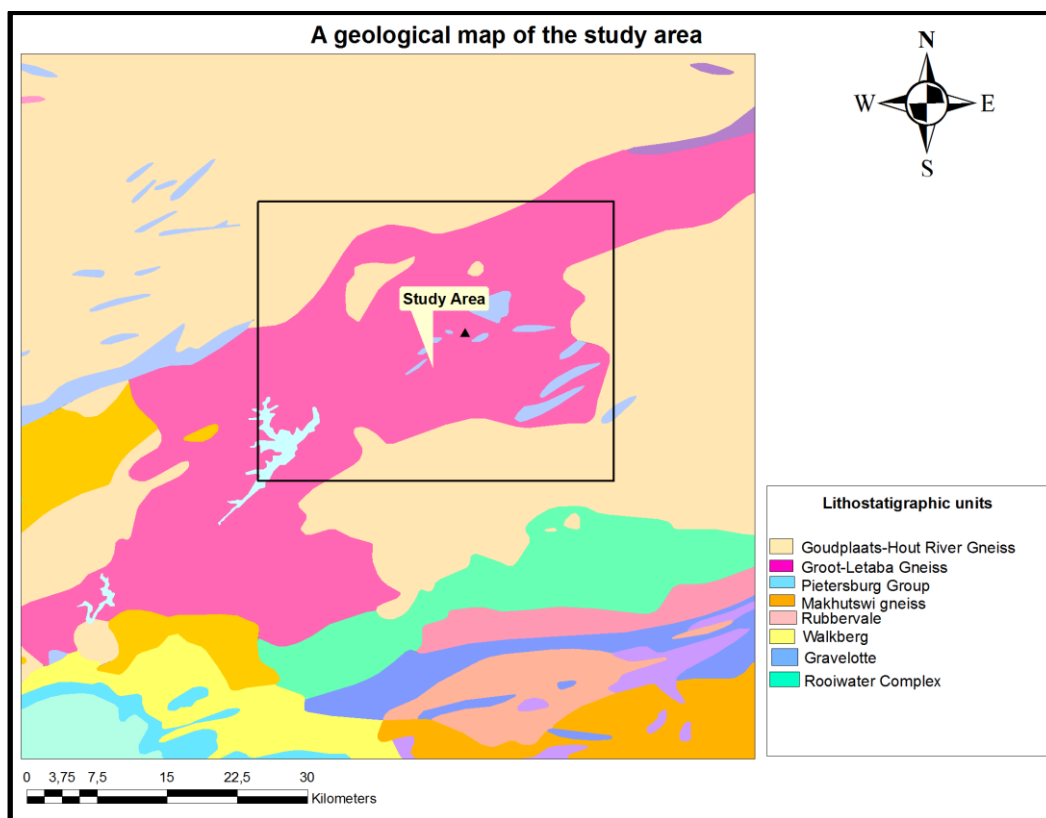 A geological map of the study area
N
W E
S
Study Area
Lithostatigraphic units
Goudplaats-Hout River Gneiss
Groot-Letaba Gneiss
Pietersburg Group
Makhutswi gneiss
Rubbervale
Walkberg
Gravelotte
Rooiwater Complex
0 3,75 7,5 15 22,5 30
Kilometers